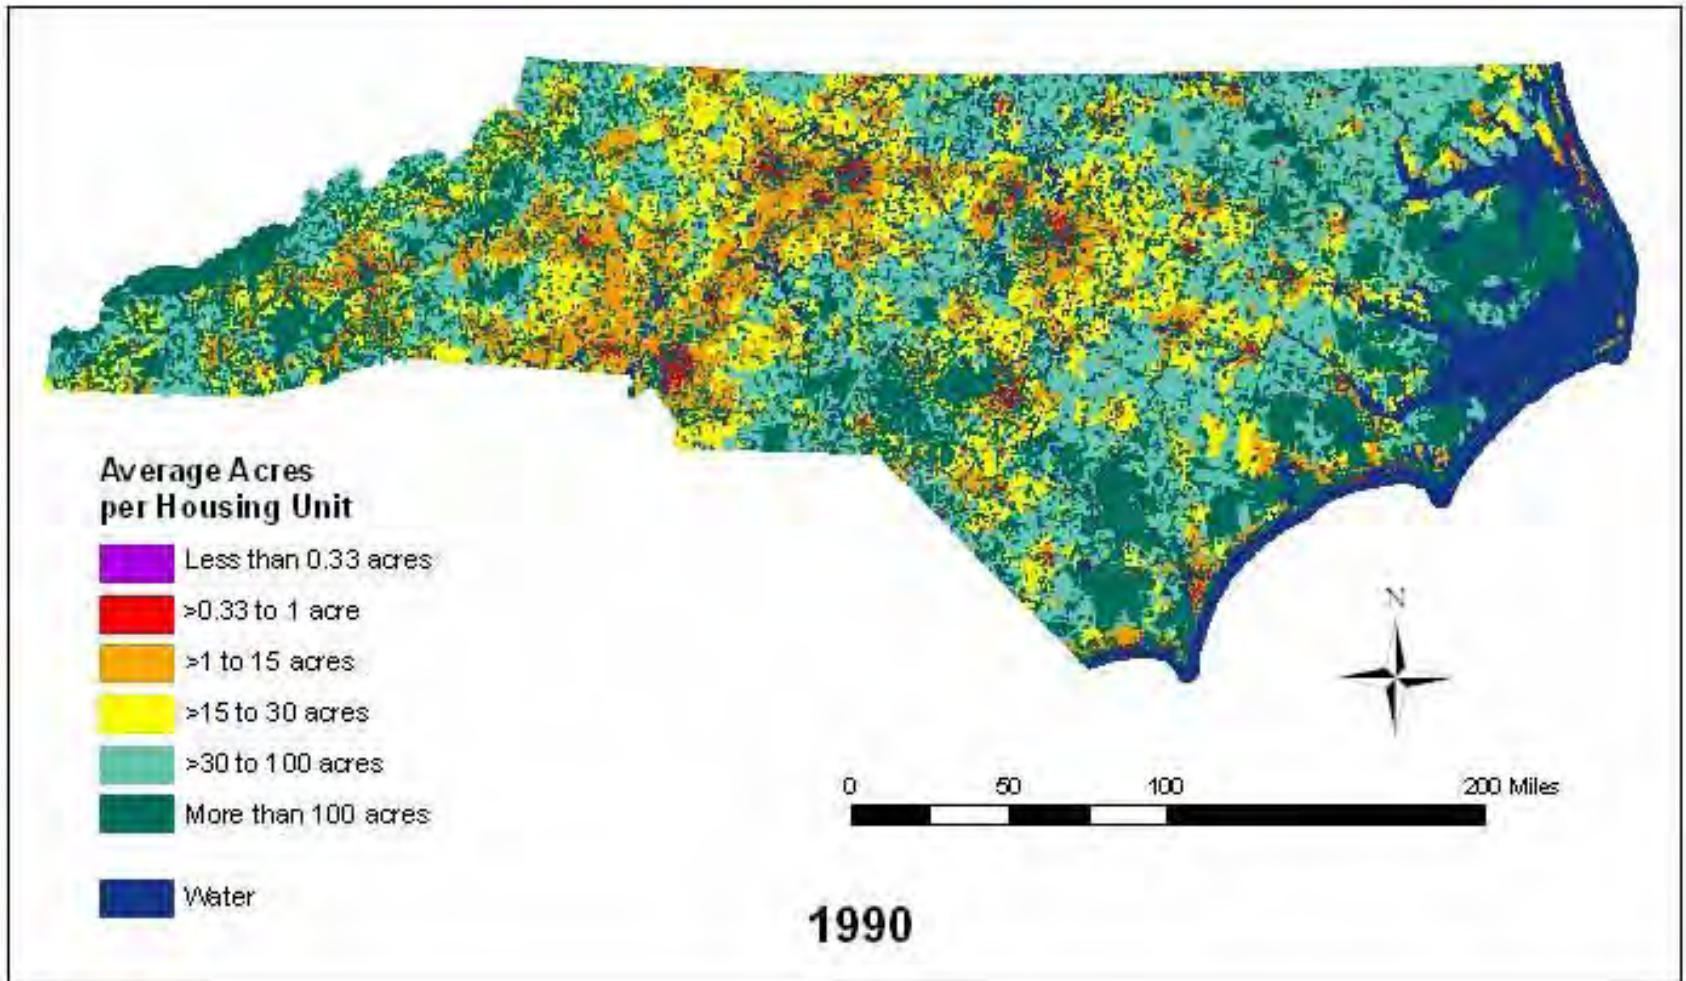 Average Acres
per Housing Unit
Less than 0.33 acres
>0.33 to 1 acre
>1 to 15 acres
>15 to 30 acres
>30 to 100 acres
More than 100 acres
Water
N
0 50 100 200 Miles
1990